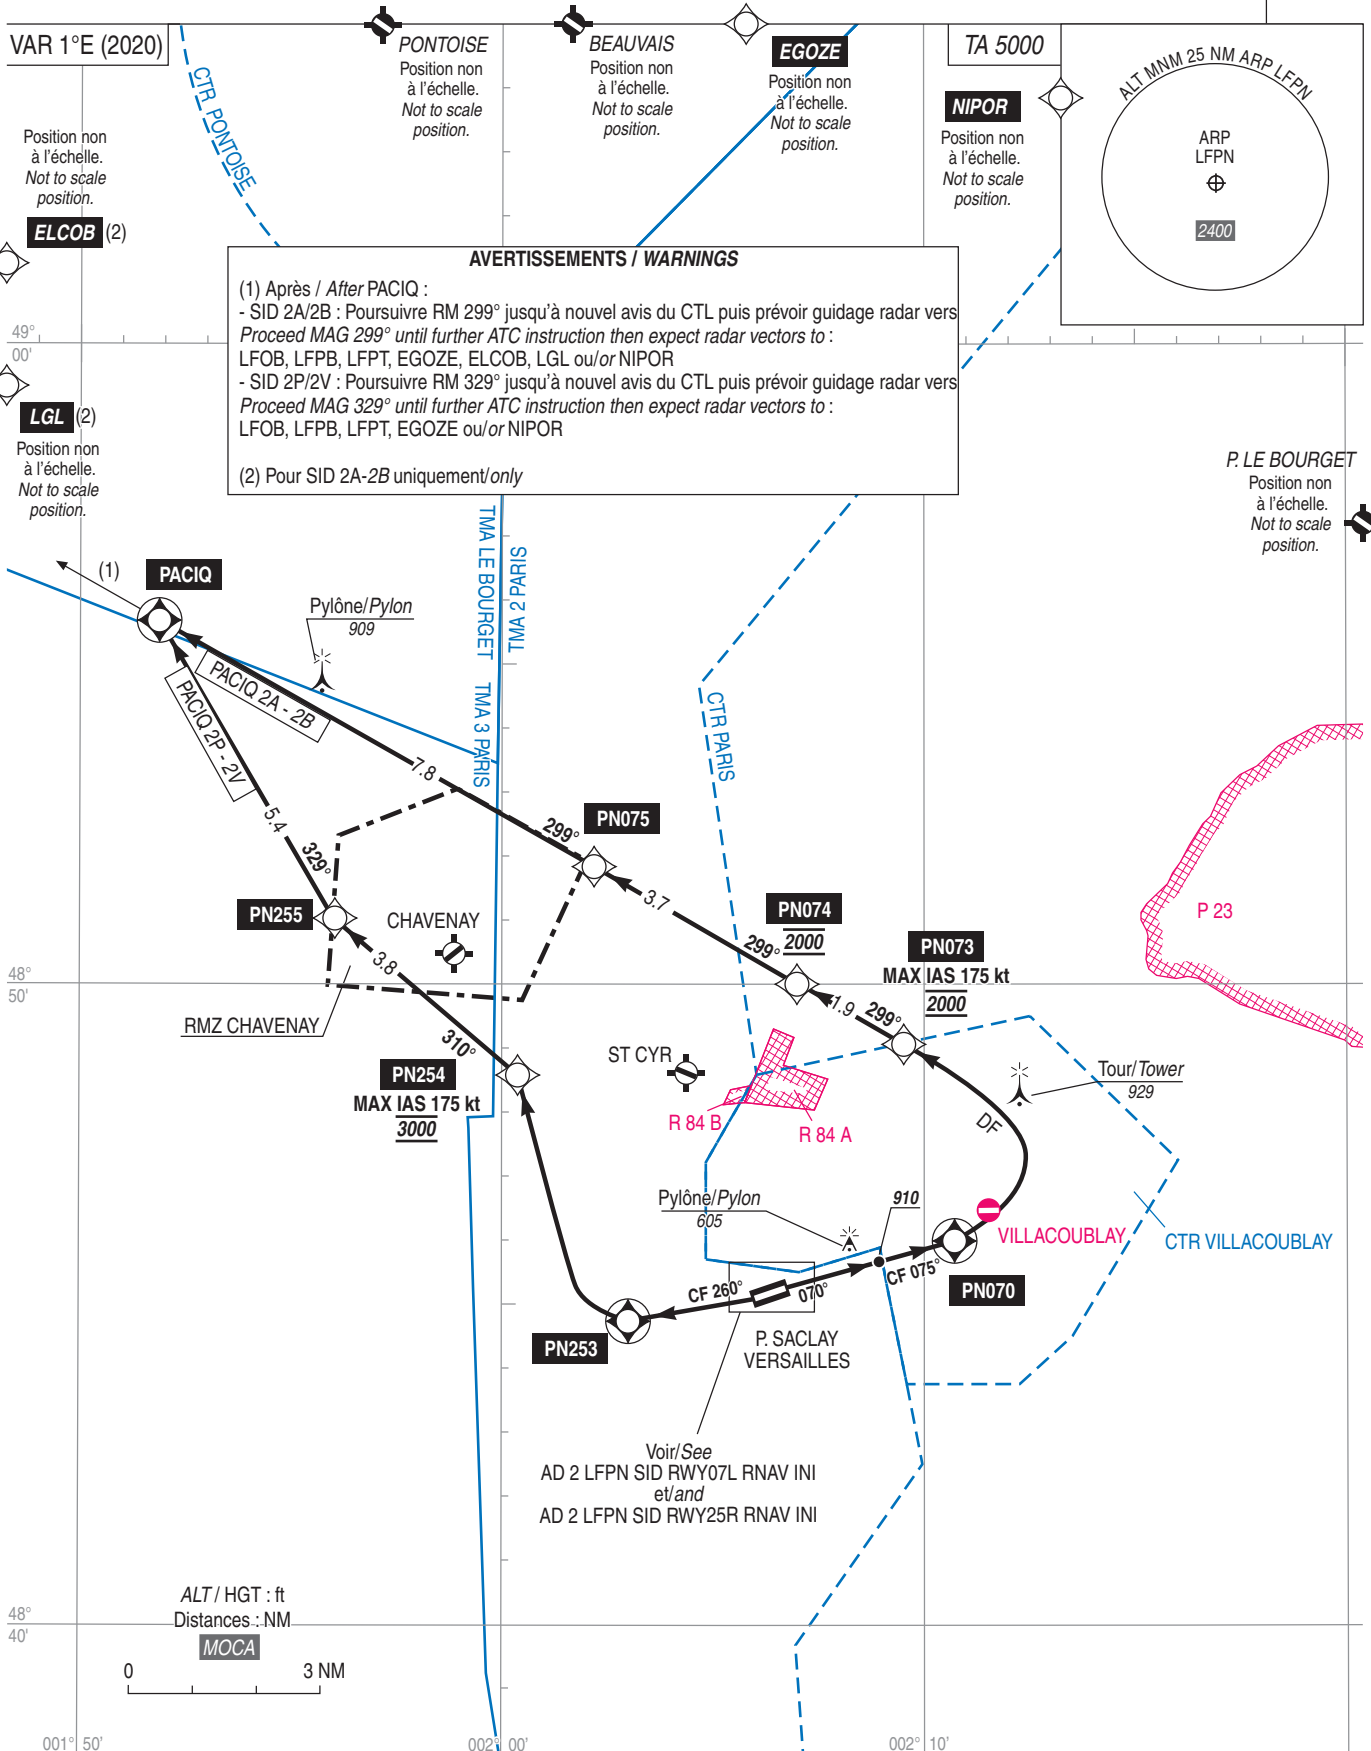 VAR 1°E (2020)
PONTOISE
Position non
à l'échelle.
Not to scale
position.
BEAUVAIS
Position non
à l'échelle.
Not to scale
position.
EGOZE
Position non
à l'échelle.
Not to scale
position.
TA 5000
NIPOR
Position non
à l'échelle.
Not to scale
position.
ALT MNM 25 NM ARP LFPN
ARP
LFPN
2400
CTR PONTOISE
Position non
à l'échelle.
Not to scale
position.
ELCOB (2)
AVERTISSEMENTS / WARNINGS
(1) Après / After PACIQ :
- SID 2A/2B : Poursuivre RM 299° jusqu'à nouvel avis du CTL puis prévoir guidage radar vers
Proceed MAG 299° until further ATC instruction then expect radar vectors to :
LFOB, LFPB, LFPT, EGOZE, ELCOB, LGL ou/or NIPOR
- SID 2P/2V : Poursuivre RM 329° jusqu'à nouvel avis du CTL puis prévoir guidage radar vers
Proceed MAG 329° until further ATC instruction then expect radar vectors to :
LFOB, LFPB, LFPT, EGOZE ou/or NIPOR
(2) Pour SID 2A-2B uniquement/only
49°
00'
LGL (2)
Position non
à l'échelle.
Not to scale
position.
P. LE BOURGET
Position non
à l'échelle.
Not to scale
position.
TMA LE BOURGET
TMA 2 PARIS
TMA 3 PARIS
(1)
PACIQ
Pylône/Pylon
909
PACIQ 2A - 2B
PACIQ 2P - 2V
7.8
5.4
329°
299°
PN075
CTR PARIS
3.7
PN255
CHAVENAY
3.8
PN074
2000
299°
P 23
PN073
MAX IAS 175 kt
2000
48°
50'
1.9
299°
RMZ CHAVENAY
310°
ST CYR
PN254
MAX IAS 175 kt
3000
R 84 B
R 84 A
Tour/Tower
929
DF
Pylône/Pylon
605
910
VILLACOUBLAY
CTR VILLACOUBLAY
CF 260°
070°
CF 075°
PN070
PN253
P. SACLAY
VERSAILLES
Voir/See
AD 2 LFPN SID RWY07L RNAV INI
et/and
AD 2 LFPN SID RWY25R RNAV INI
ALT / HGT : ft
Distances : NM
MOCA
48°
40'
0 3 NM
001° 50'
002° 00'
002° 10'